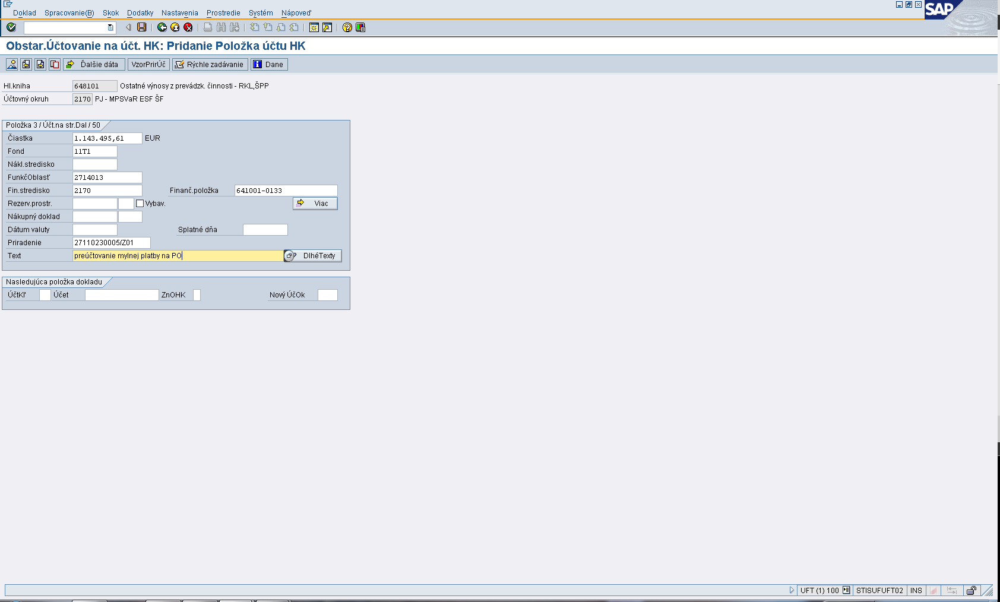 Doklad Spracovanie(B) Skok Dodatky Nastavenia Prostredie Systém Nápoveď
SAP
Obstar.Účtovanie na účt. HK: Pridanie Položka účtu HK
Ďalšie dáta VzorPrirÚč Rýchle zadávanie Dane
Hl.kniha 648101 Ostatné výnosy z prevádzk. činnosti - RKL,ŠPP
Účtovný okruh 2170 PJ - MPSVaR ESF ŠF
Položka 3 / Účt.na str.Dal / 50
Čiastka 1.143.495,61 EUR
Fond 11T1
Nákl.stredisko
FunkčOblasť 2714013
Fin.stredisko 2170 Finanč.položka 641001-0133
Rezerv.prostr. Vybav. Viac
Nákupný doklad
Dátum valuty Splatné dňa
Priradenie 27110230005/Z01
Text preúčtovanie mylnej platby na PO DlhéTexty
Nasledujúca položka dokladu
ÚčtKľ Účet ZnOHK Nový ÚčOk
UFT (1) 100 STISUFUFT02 INS